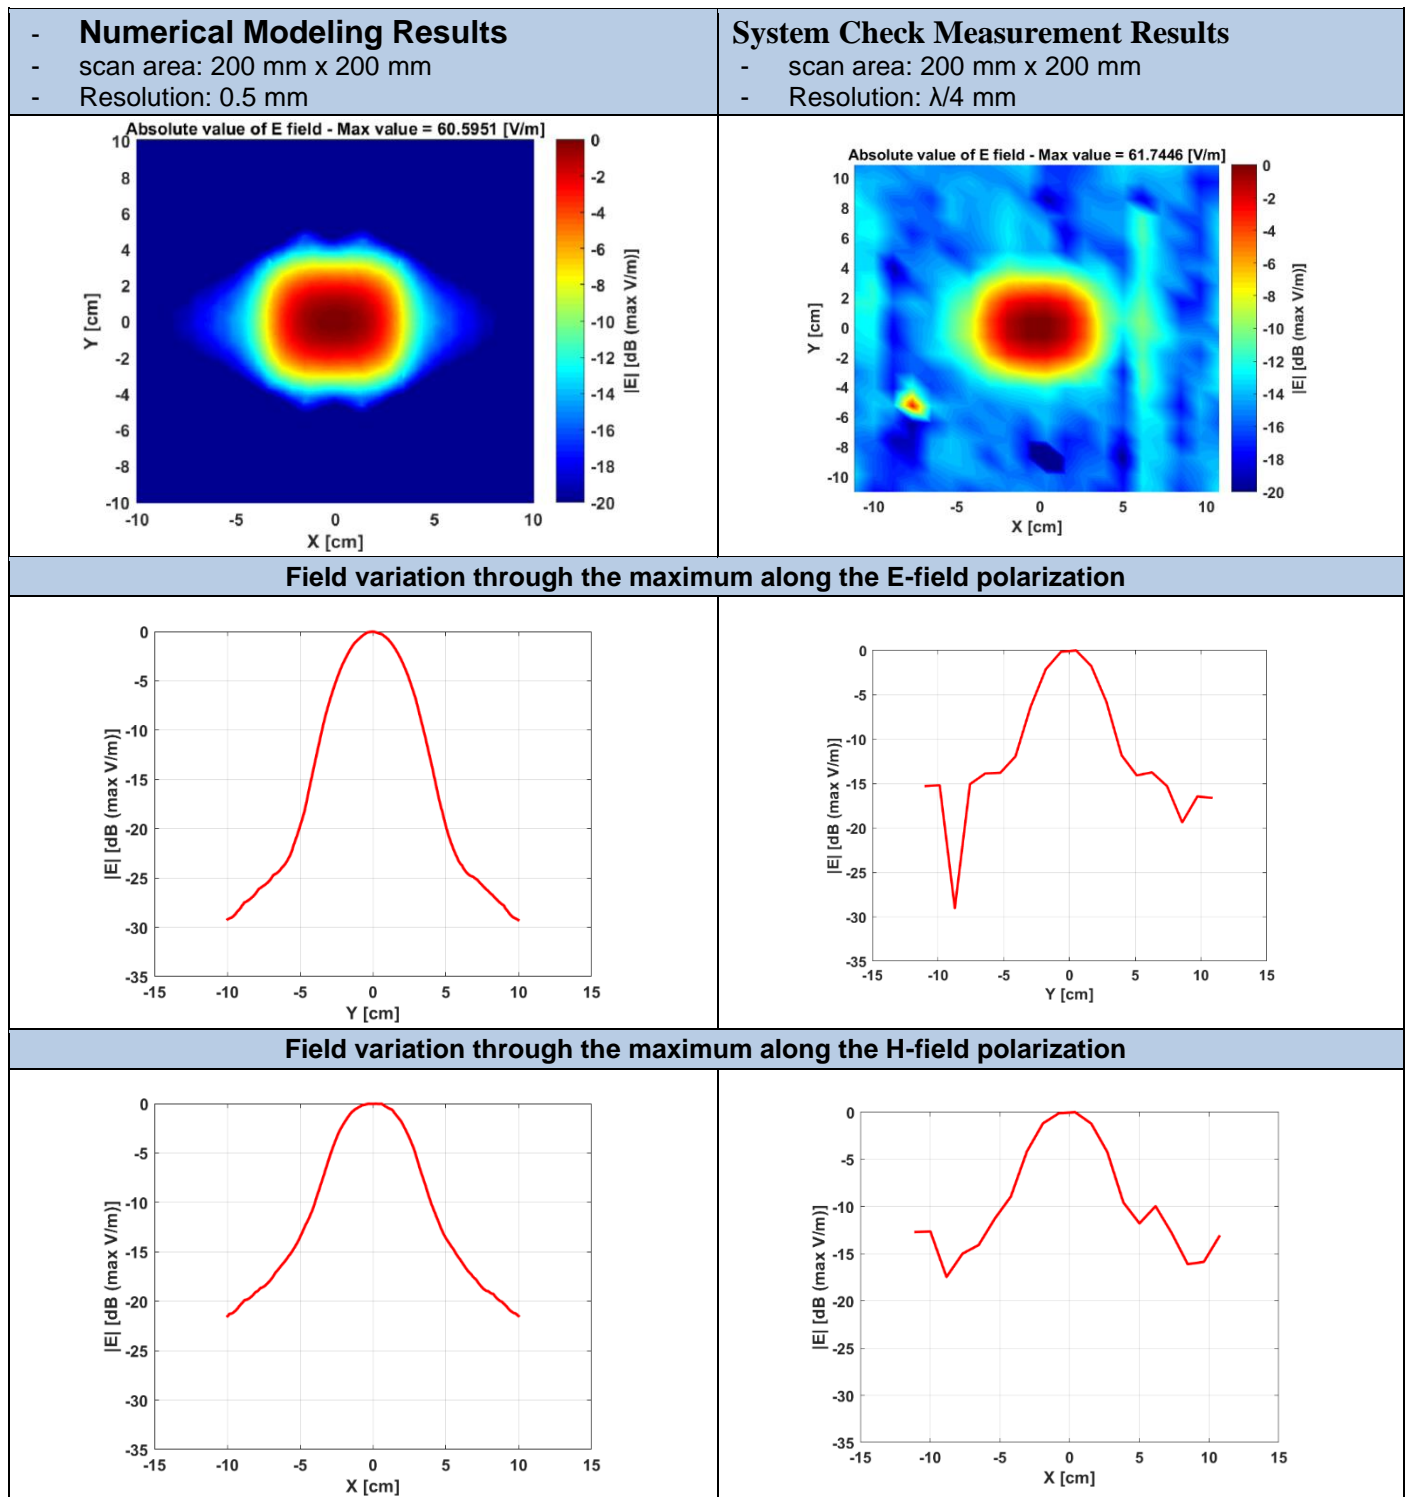 - Numerical Modeling Results
- scan area: 200 mm x 200 mm
- Resolution: 0.5 mm
System Check Measurement Results
- scan area: 200 mm x 200 mm
- Resolution: λ/4 mm
Absolute value of E field - Max value = 60.5951 [V/m]
10
8
6
4
2
0
-2
-4
-6
-8
-10
Y [cm]
-10 -5 0 5 10
X [cm]
0
-2
-4
-6
-8
-10
-12
-14
-16
-18
-20
|E| [dB (max V/m)]
Absolute value of E field - Max value = 61.7446 [V/m]
10
8
6
4
2
0
-2
-4
-6
-8
-10
Y [cm]
-10 -5 0 5 10
X [cm]
0
-2
-4
-6
-8
-10
-12
-14
-16
-18
-20
|E| [dB (max V/m)]
Field variation through the maximum along the E-field polarization
0
-5
-10
-15
-20
-25
-30
-35
|E| [dB (max V/m)]
-15 -10 -5 0 5 10 15
Y [cm]
0
-5
-10
-15
-20
-25
-30
-35
|E| [dB (max V/m)]
-15 -10 -5 0 5 10 15
Y [cm]
Field variation through the maximum along the H-field polarization
0
-5
-10
-15
-20
-25
-30
-35
|E| [dB (max V/m)]
-15 -10 -5 0 5 10 15
X [cm]
0
-5
-10
-15
-20
-25
-30
-35
|E| [dB (max V/m)]
-15 -10 -5 0 5 10 15
X [cm]